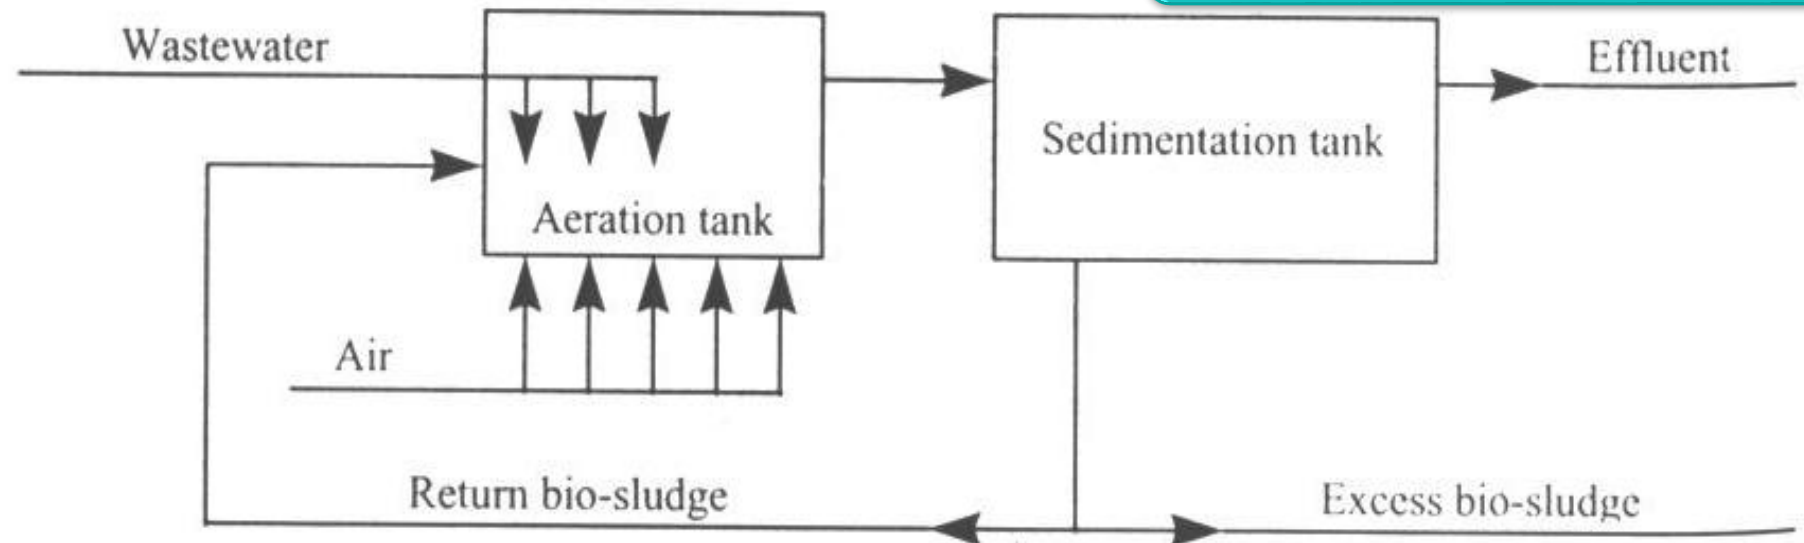 Wastewater
Effluent
Sedimentation tank
Aeration tank
Air
Return bio-sludge
Excess bio-sludge